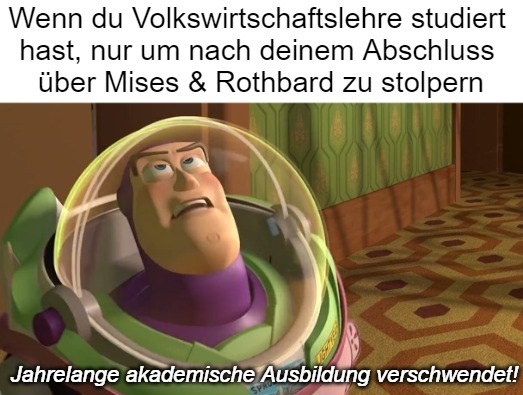 Wenn du Volkswirtschaftslehre studiert
hast, nur um nach deinem Abschluss
über Mises & Rothbard zu stolpern
Jahrelange akademische Ausbildung verschwendet!